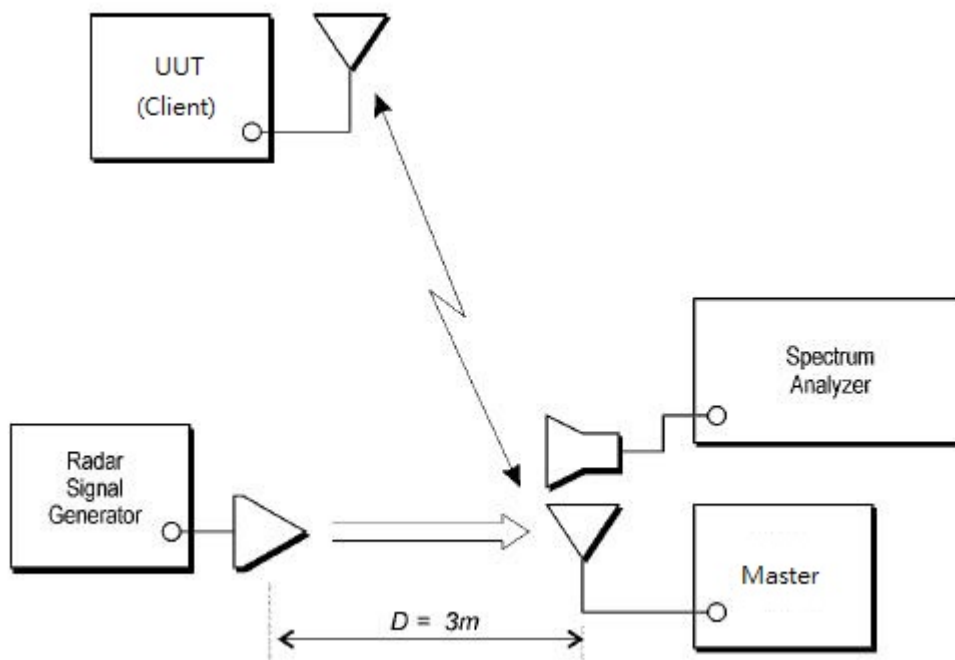 UUT
(Client)
Spectrum
Analyzer
Radar
Signal
Generator
Master
D = 3m